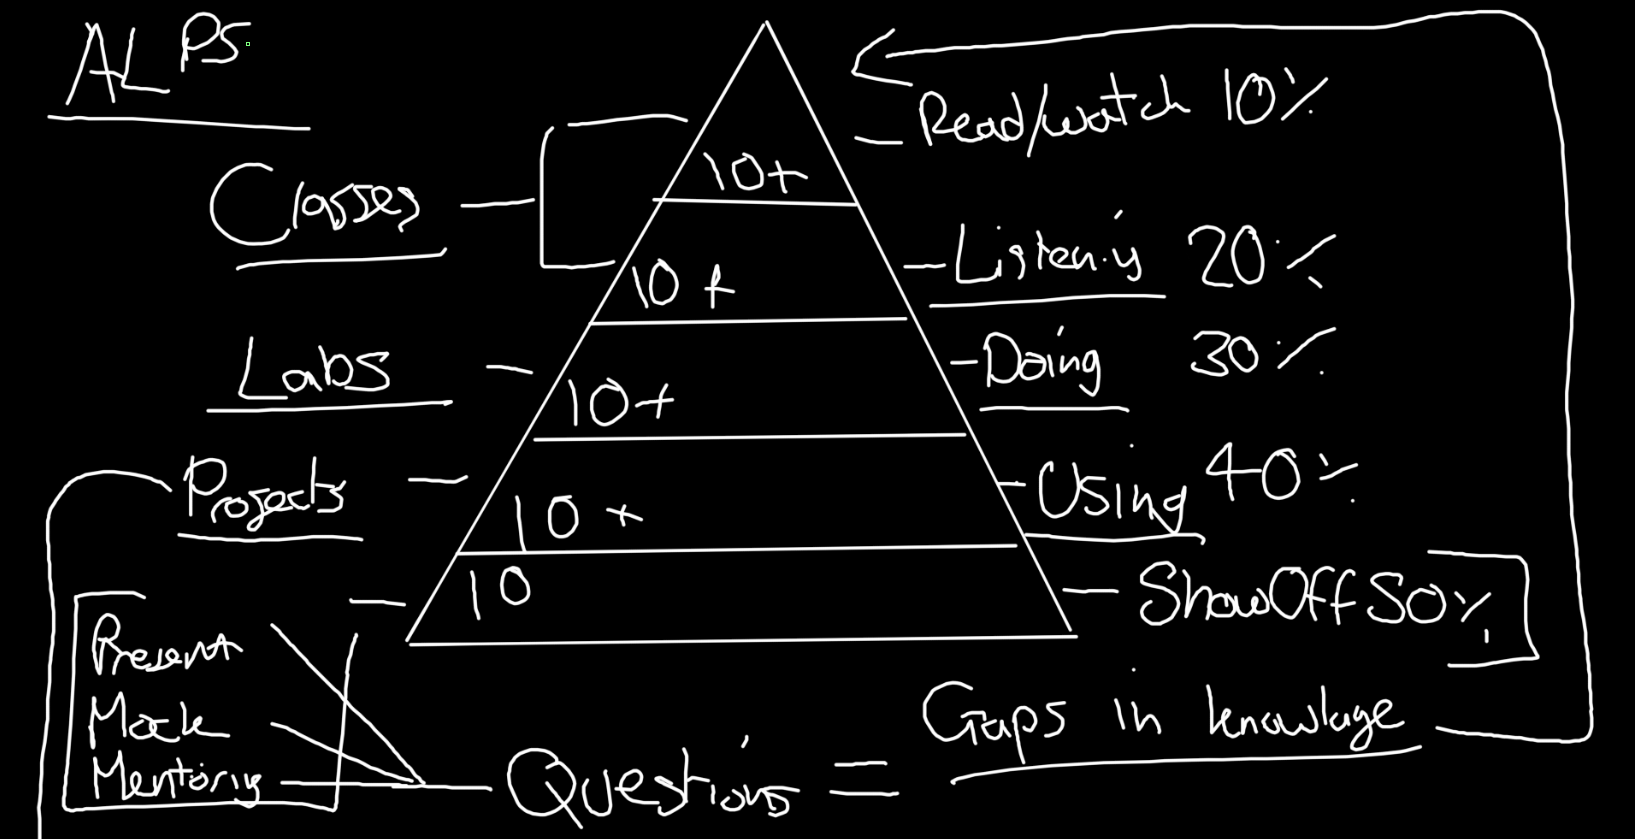 ALPS
Read/watch 10%
10+
Classes
Listening 20%
10+
Labs
Doing 30%
10+
Projects
Using 40%
10+
10
ShowOff 50%
Present
Mock
Mentoring
Questions = Gaps in knowlage